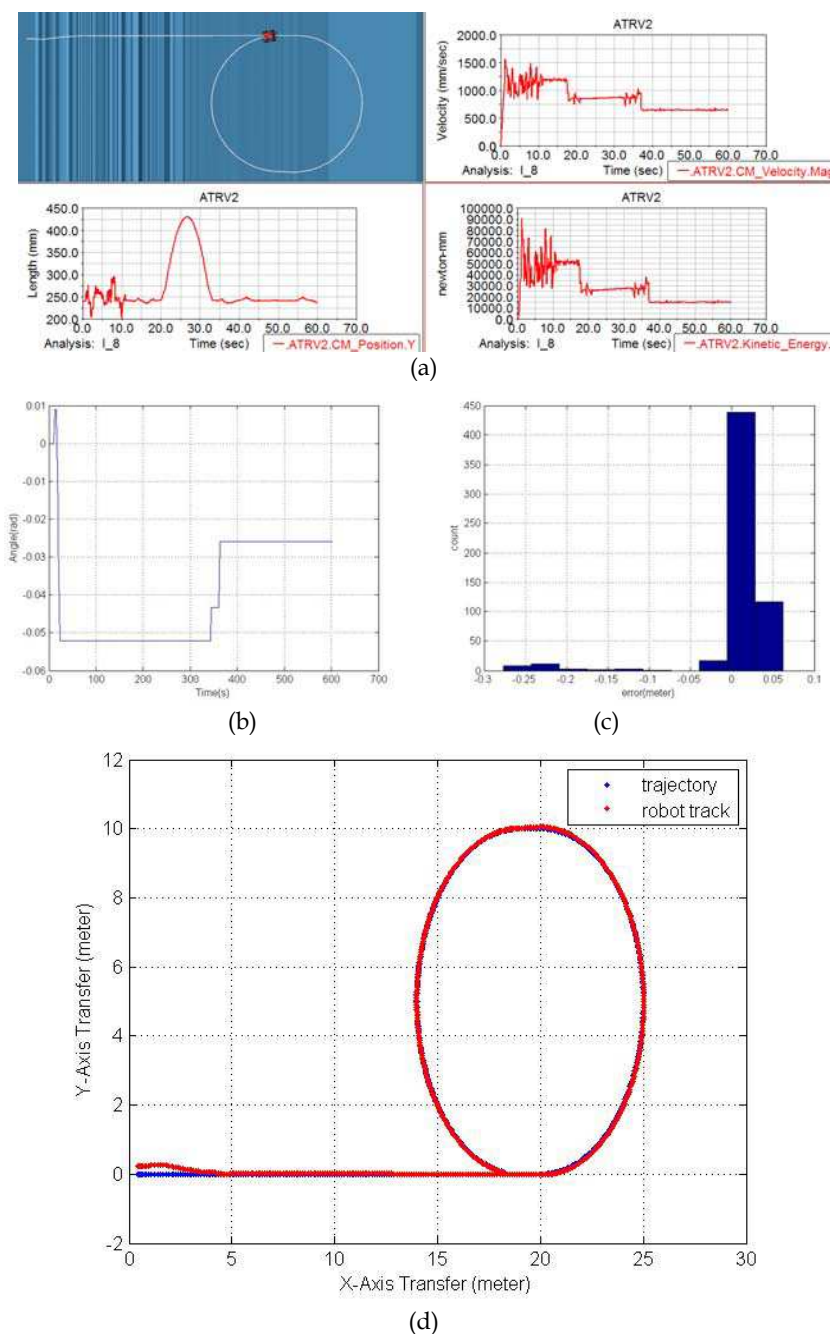 ATRV2
Velocity (mm/sec)
2000.0
1500.0
1000.0
500.0
0.0
0.0 10.0 20.0 30.0 40.0 50.0 60.0 70.0
Analysis: I_8 Time (sec) .ATRV2.CM_Velocity.Mag
ATRV2
Length (mm)
450.0
400.0
350.0
300.0
250.0
200.0
0.0 10.0 20.0 30.0 40.0 50.0 60.0 70.0
Analysis: I_8 Time (sec) .ATRV2.CM_Position.Y
ATRV2
newton-mm
100000.0
90000.0
80000.0
70000.0
60000.0
50000.0
40000.0
30000.0
20000.0
10000.0
0.0
0.0 10.0 20.0 30.0 40.0 50.0 60.0 70.0
Analysis: I_8 Time (sec) .ATRV2.Kinetic_Energy.
(a)
Angle(rad)
0.01
0
-0.01
-0.02
-0.03
-0.04
-0.05
-0.06
0 100 200 300 400 500 600 700
Time(s)
(b)
count
450
400
350
300
250
200
150
100
50
0
-0.3 -0.25 -0.2 -0.15 -0.1 -0.05 0 0.05 0.1
error(meter)
(c)
Y-Axis Transfer (meter)
12
10
8
6
4
2
0
-2
trajectory
robot track
0 5 10 15 20 25 30
X-Axis Transfer (meter)
(d)